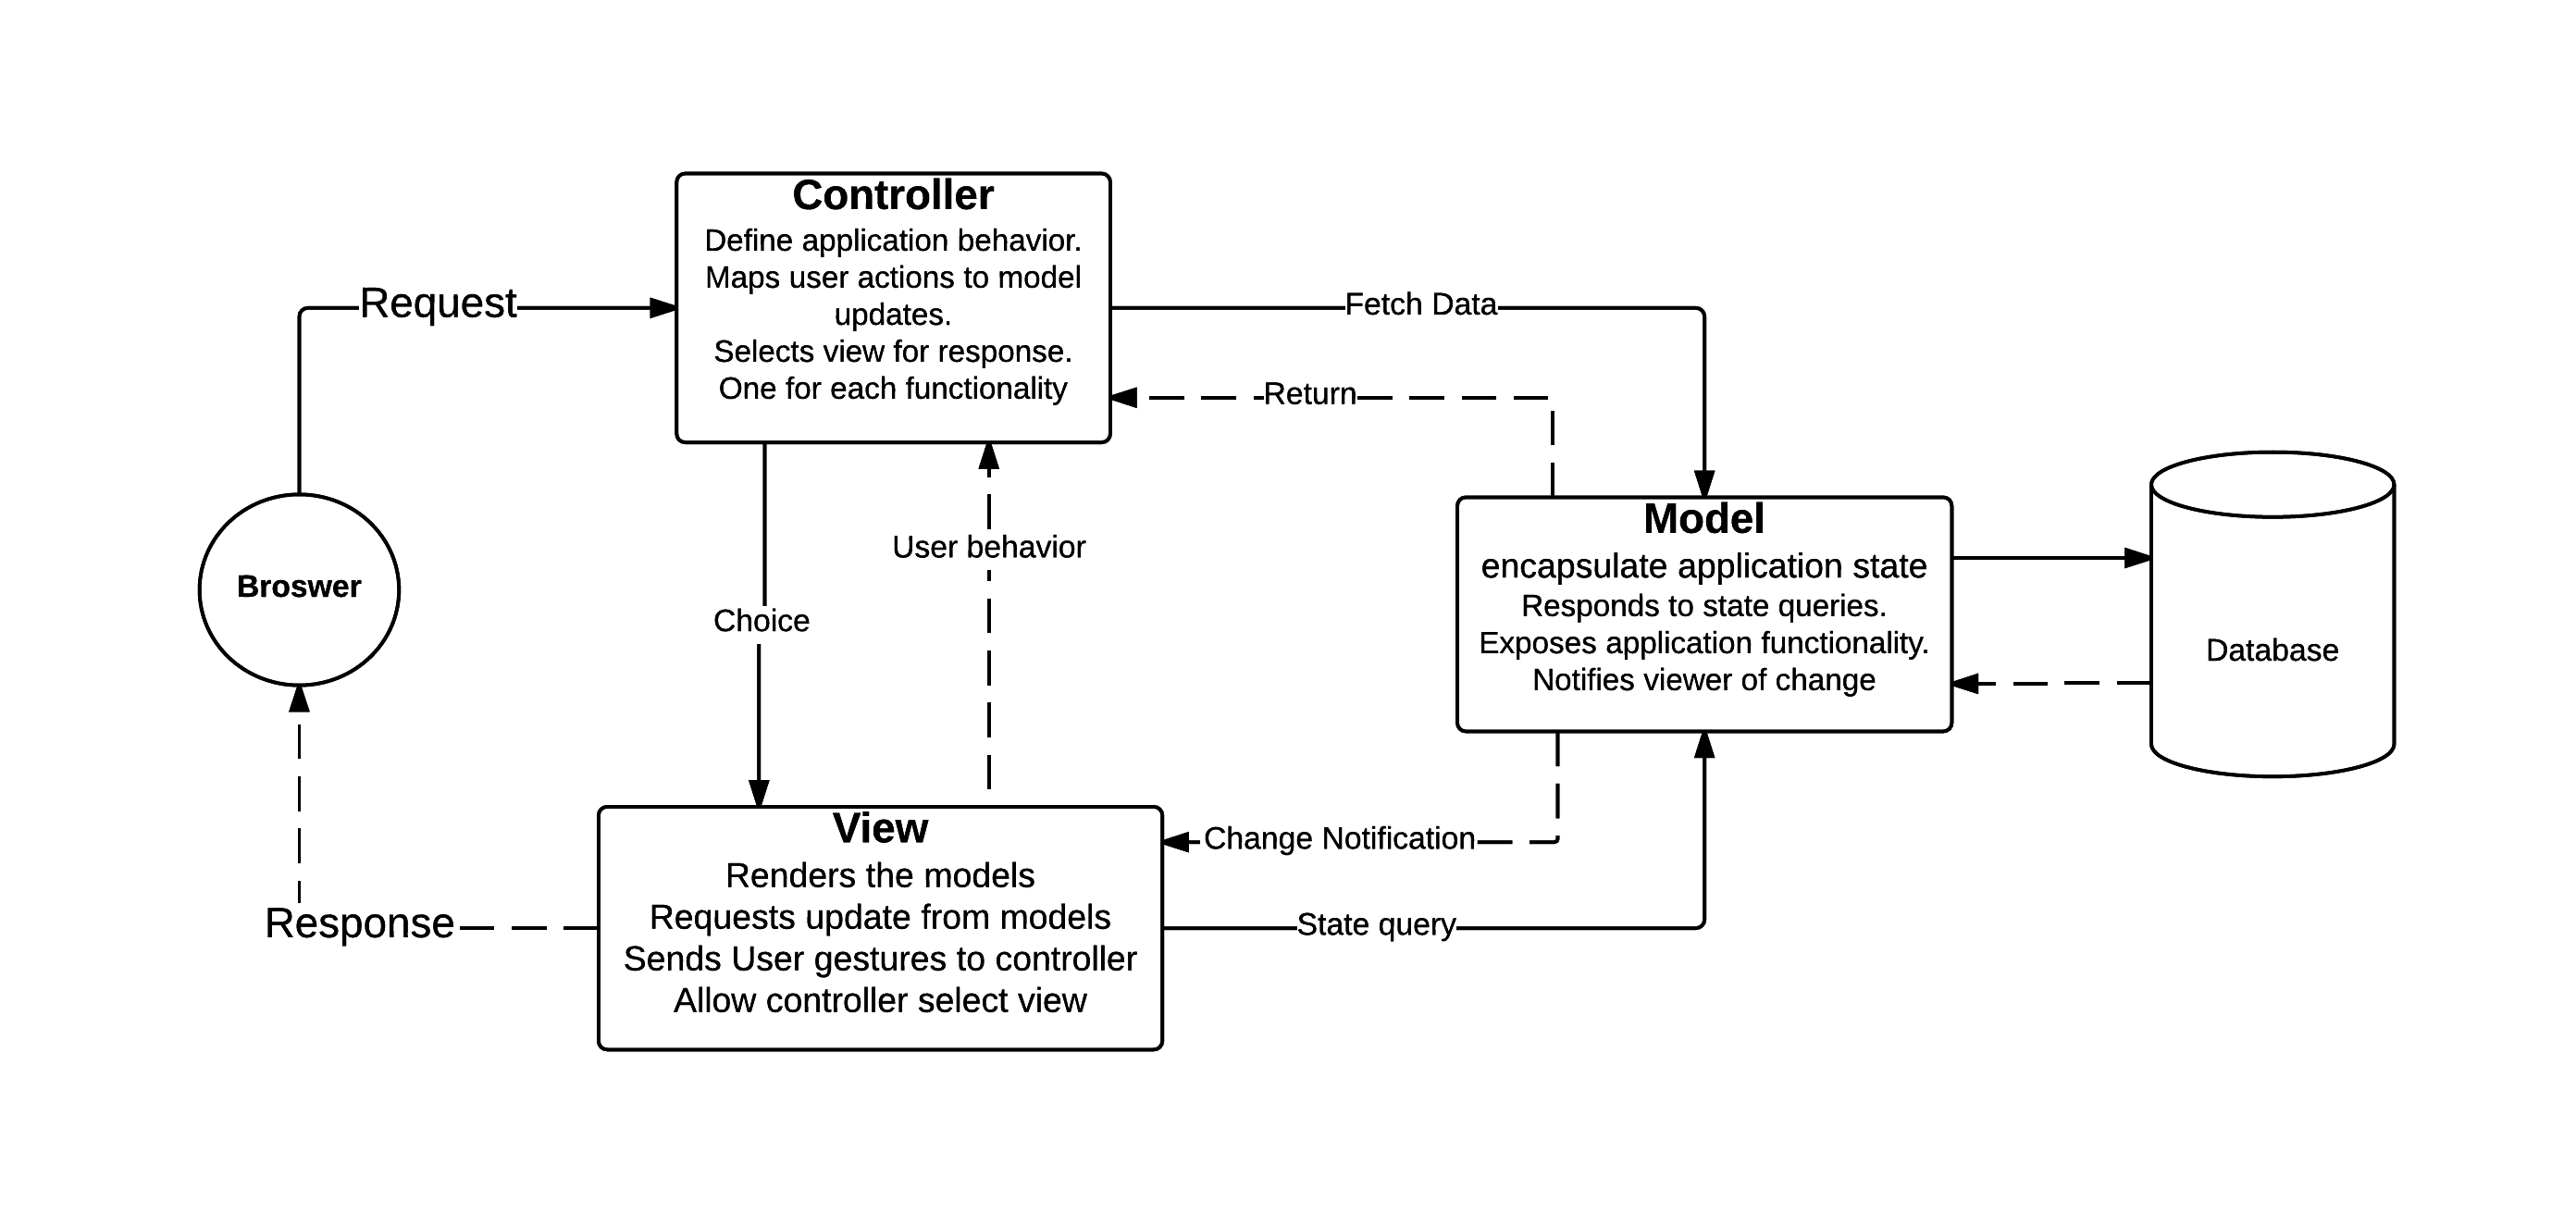 Controller
Define application behavior.
Maps user actions to model
updates.
Selects view for response.
One for each functionality
Request
Fetch Data
Return
User behavior
Choice
Broswer
Model
encapsulate application state
Responds to state queries.
Exposes application functionality.
Notifies viewer of change
Database
View
Renders the models
Requests update from models
Sends User gestures to controller
Allow controller select view
Change Notification
State query
Response